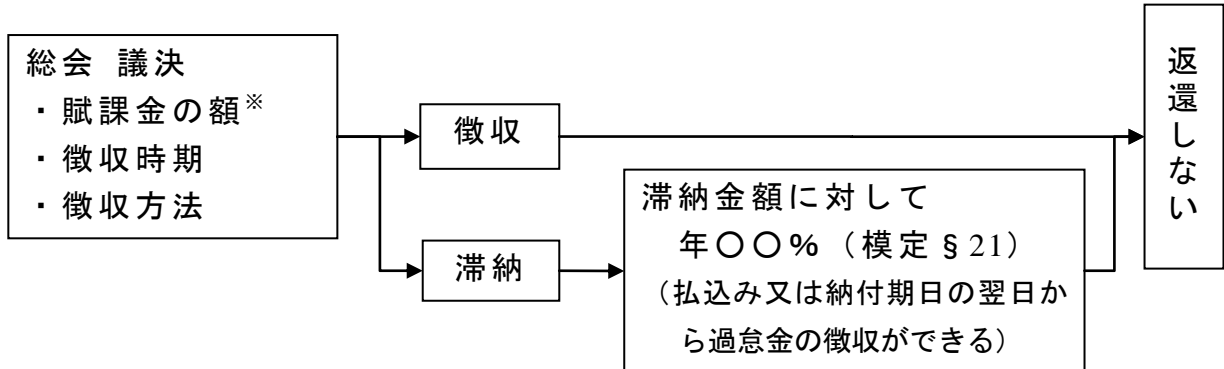 総会 議決
・賦課金の額※
・徴収時期
・徴収方法
徴収
滞納
滞納金額に対して
年〇〇%（模定§21）
（払込み又は納付期日の翌日か
ら過怠金の徴収ができる）
返還しない